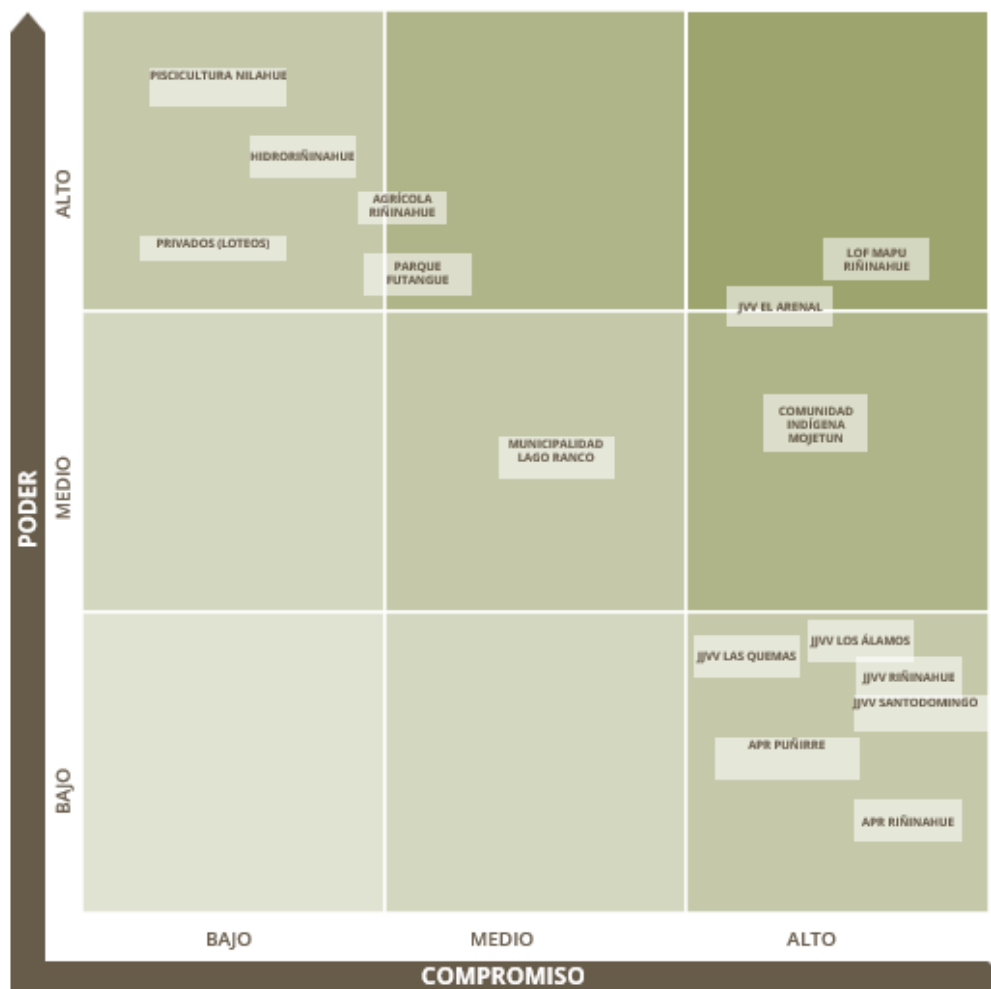 PISCICULTURA NILAHUE
HIDRORIÑINAHUE
AGRÍCOLA
RIÑINAHUE
PRIVADOS (LOTEOS)
PARQUE
FUTANGUE
LOF MAPU
RIÑINAHUE
JVV EL ARENAL
COMUNIDAD
INDÍGENA
MOJETUN
MUNICIPALIDAD
LAGO RANCO
JJVV LOS ÁLAMOS
JJVV LAS QUEMAS
JJVV RIÑINAHUE
JJVV SANTODOMINGO
APR PUÑIRRE
APR RIÑINAHUE
ALTO
MEDIO
BAJO
PODER
BAJO
MEDIO
ALTO
COMPROMISO